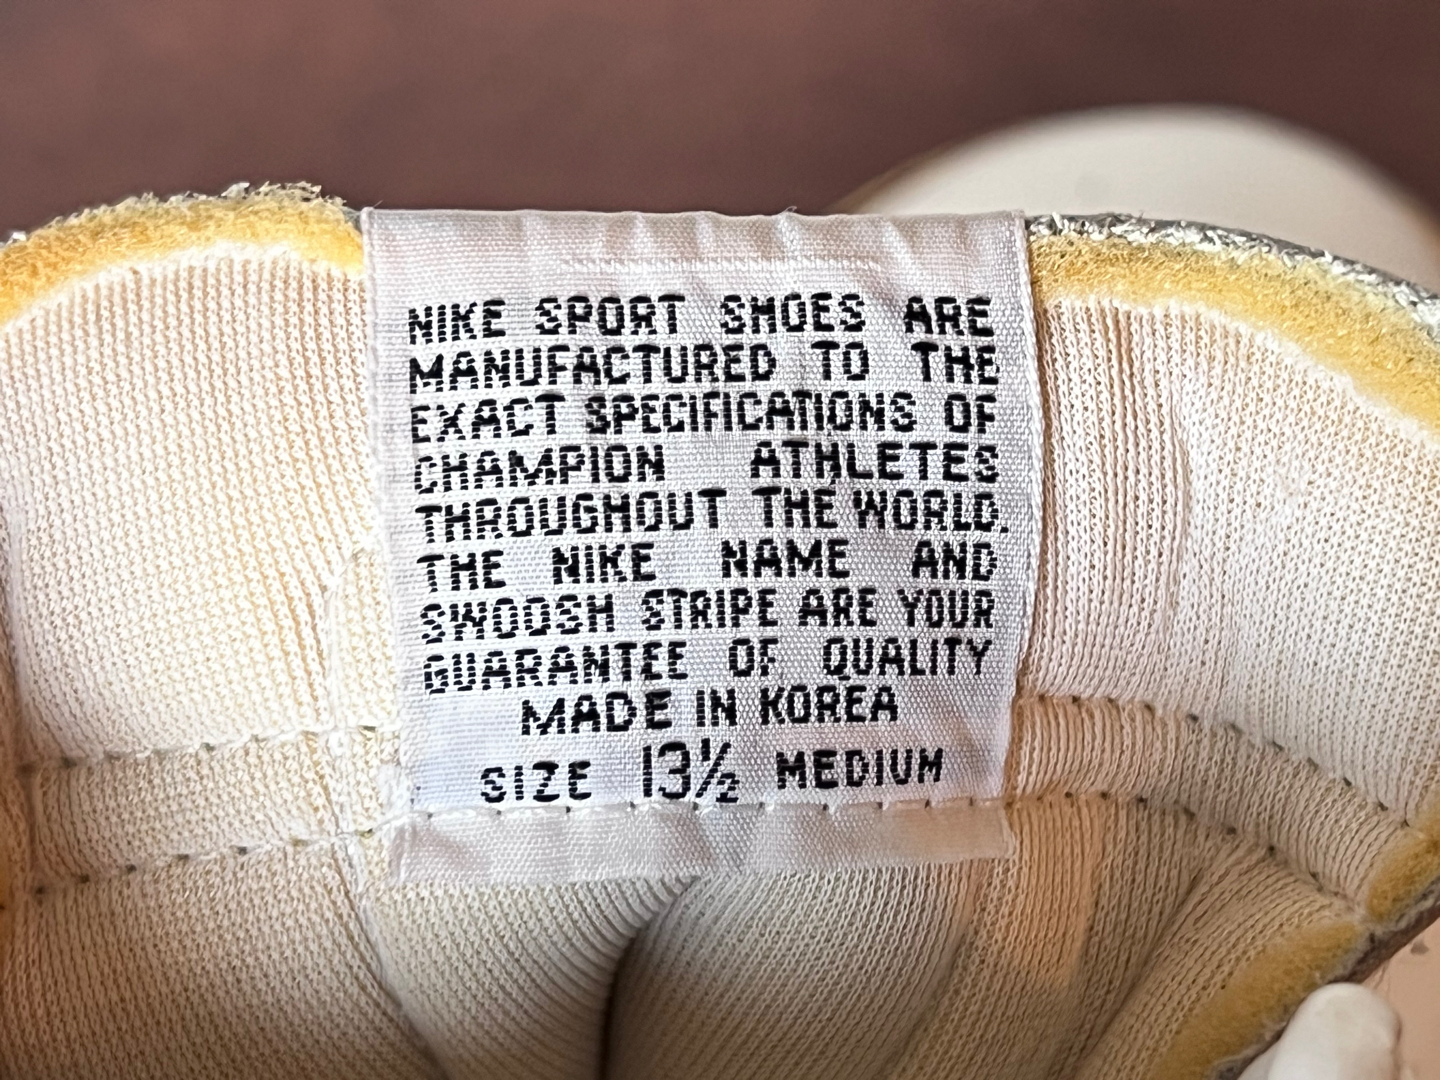 NIKE SPORT SHOES ARE
MANUFACTURED TO THE
EXACT SPECIFICATIONS OF
CHAMPION ATHLETES
THROUGHOUT THE WORLD.
THE NIKE NAME AND
SWOOSH STRIPE ARE YOUR
GUARANTEE OF QUALITY
MADE IN KOREA
SIZE 13½ MEDIUM